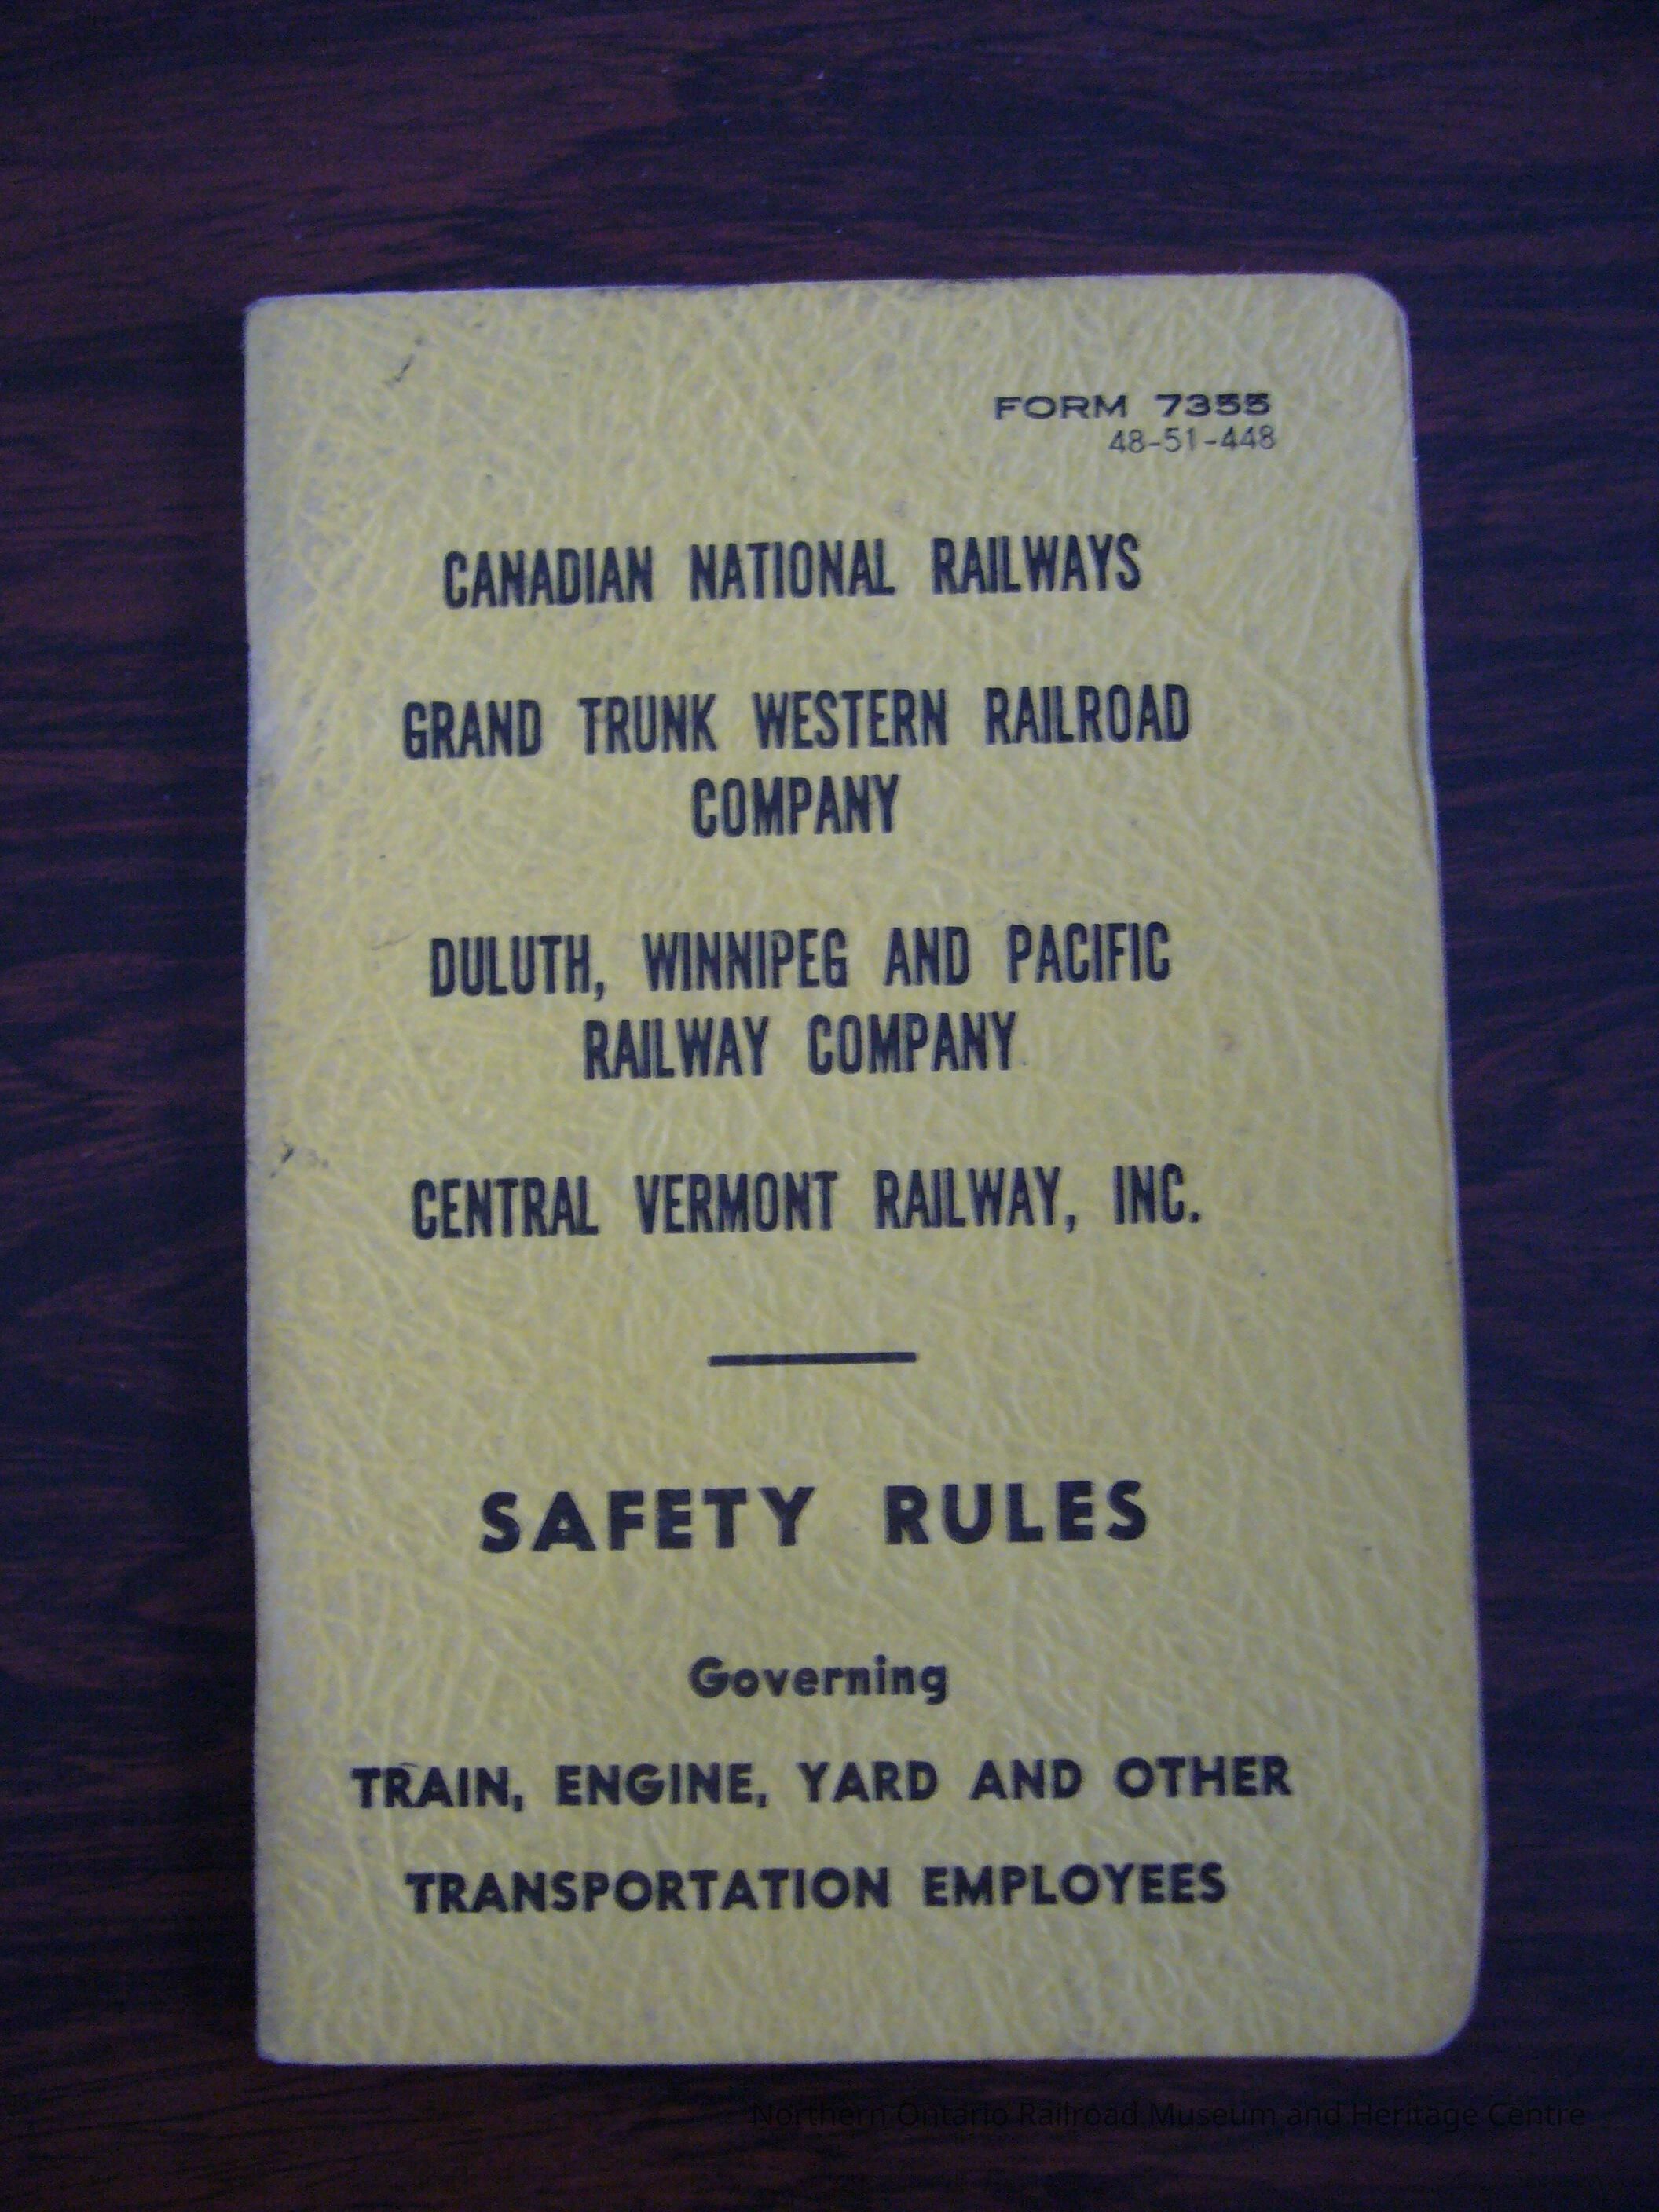 FORM 7355
48-51-448
CANADIAN NATIONAL RAILWAYS
GRAND TRUNK WESTERN RAILROAD
COMPANY
DULUTH, WINNIPEG AND PACIFIC
RAILWAY COMPANY
CENTRAL VERMONT RAILWAY, INC.
SAFETY RULES
Governing
TRAIN, ENGINE, YARD AND OTHER
TRANSPORTATION EMPLOYEES
Northern Ontario Railroad Museum and Heritage Centre